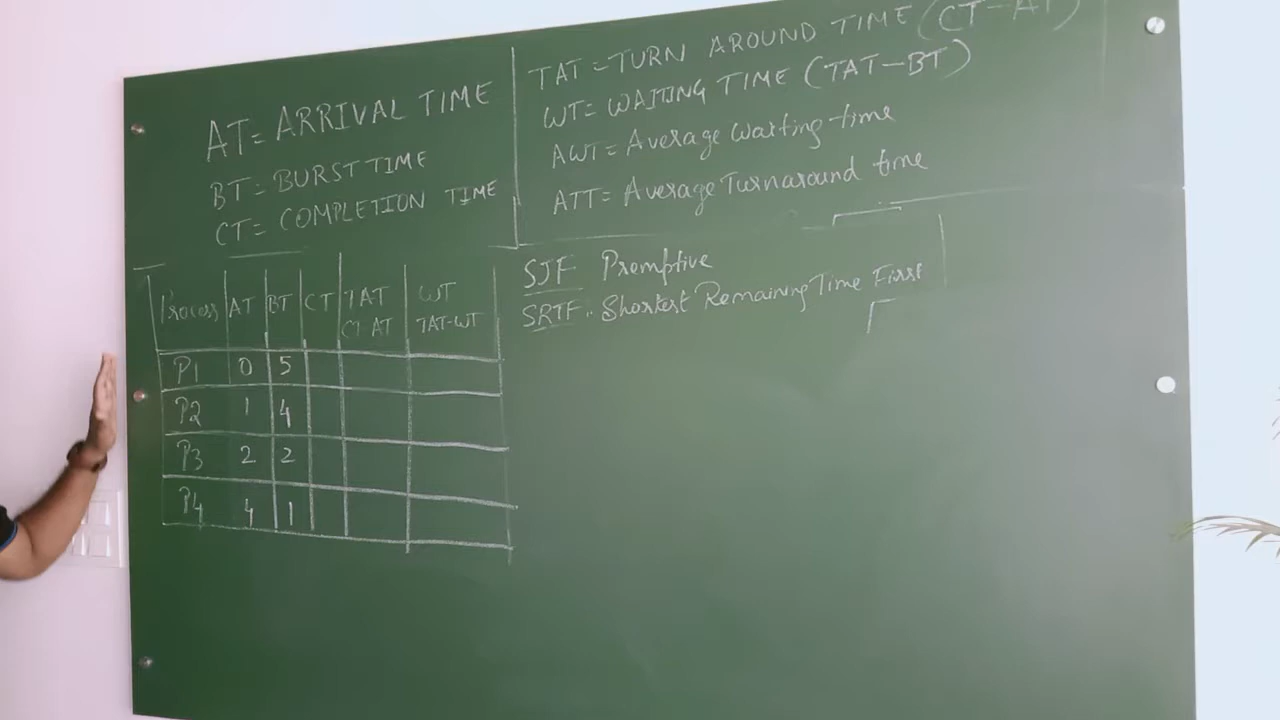 AT = ARRIVAL TIME
BT = BURST TIME
CT = COMPLETION TIME
TAT = TURN AROUND TIME (CT-AT)
WT = WAITING TIME (TAT-BT)
AWT = Average Waiting time
ATT = Average Turnaround time
SJF Premptive
SRTF.. Shortest Remaining Time First
Process AT BT CT TAT WT
CT AT TAT-WT
P1 0 5
P2 1 4
P3 2 2
P4 4 1